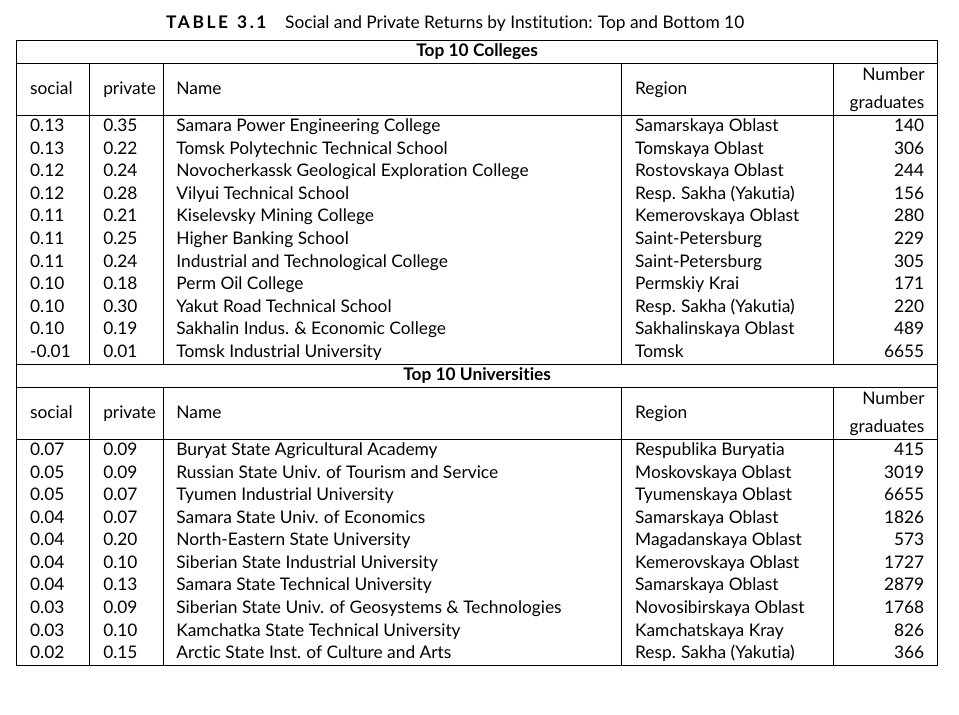 TABLE 3.1 Social and Private Returns by Institution: Top and Bottom 10
Top 10 Colleges
social private Name Region Number graduates
0.13 0.35 Samara Power Engineering College Samarskaya Oblast 140
0.13 0.22 Tomsk Polytechnic Technical School Tomskaya Oblast 306
0.12 0.24 Novocherkassk Geological Exploration College Rostovskaya Oblast 244
0.12 0.28 Vilyui Technical School Resp. Sakha (Yakutia) 156
0.11 0.21 Kiselevsky Mining College Kemerovskaya Oblast 280
0.11 0.25 Higher Banking School Saint-Petersburg 229
0.11 0.24 Industrial and Technological College Saint-Petersburg 305
0.10 0.18 Perm Oil College Permskiy Krai 171
0.10 0.30 Yakut Road Technical School Resp. Sakha (Yakutia) 220
0.10 0.19 Sakhalin Indus. & Economic College Sakhalinskaya Oblast 489
-0.01 0.01 Tomsk Industrial University Tomsk 6655
Top 10 Universities
social private Name Region Number graduates
0.07 0.09 Buryat State Agricultural Academy Respublika Buryatia 415
0.05 0.09 Russian State Univ. of Tourism and Service Moskovskaya Oblast 3019
0.05 0.07 Tyumen Industrial University Tyumenskaya Oblast 6655
0.04 0.07 Samara State Univ. of Economics Samarskaya Oblast 1826
0.04 0.20 North-Eastern State University Magadanskaya Oblast 573
0.04 0.10 Siberian State Industrial University Kemerovskaya Oblast 1727
0.04 0.13 Samara State Technical University Samarskaya Oblast 2879
0.03 0.09 Siberian State Univ. of Geosystems & Technologies Novosibirskaya Oblast 1768
0.03 0.10 Kamchatka State Technical University Kamchatskaya Kray 826
0.02 0.15 Arctic State Inst. of Culture and Arts Resp. Sakha (Yakutia) 366